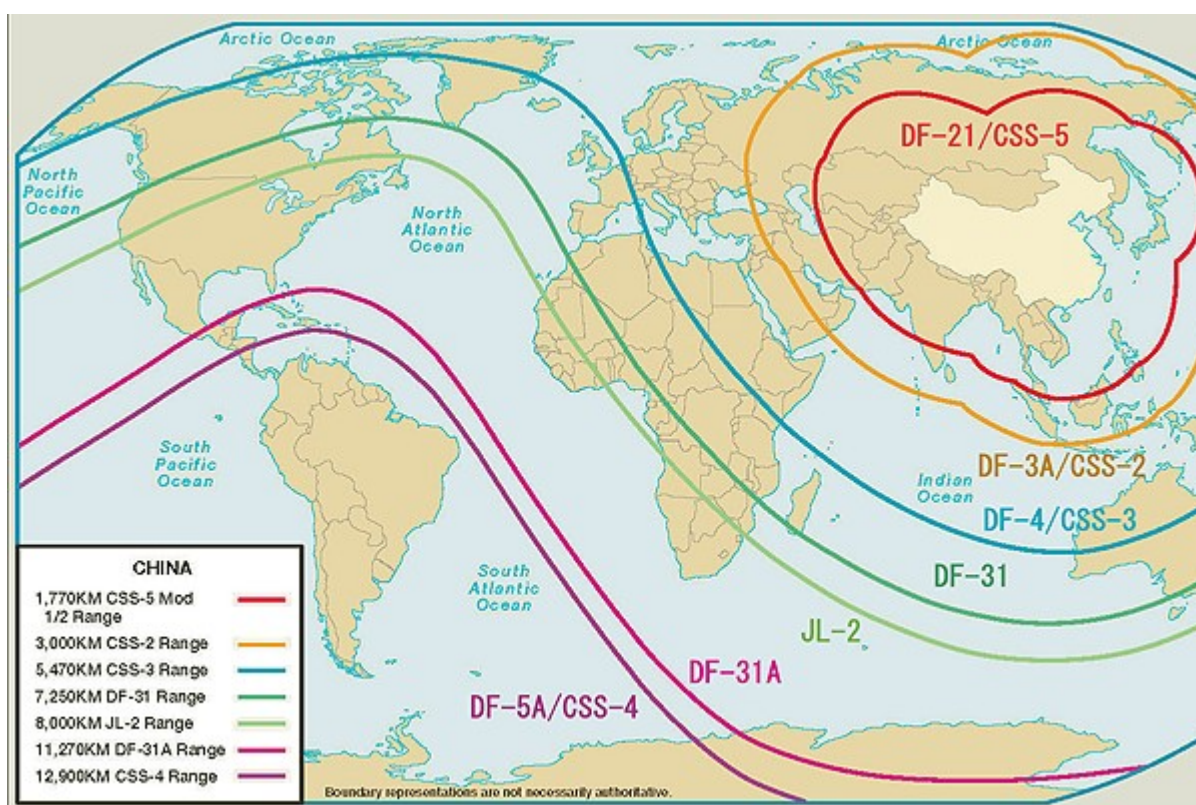 Arctic Ocean
Arctic Ocean
DF-21/CSS-5
North
Pacific
Ocean
North
Atlantic
Ocean
South
Pacific
Ocean
DF-3A/CSS-2
Indian
Ocean
DF-4/CSS-3
DF-31
South
Atlantic
Ocean
JL-2
DF-31A
DF-5A/CSS-4
CHINA
1,770KM CSS-5 Mod
1/2 Range
3,000KM CSS-2 Range
5,470KM CSS-3 Range
7,250KM DF-31 Range
8,000KM JL-2 Range
11,270KM DF-31A Range
12,900KM CSS-4 Range
Boundary representations are not necessarily authoritative.